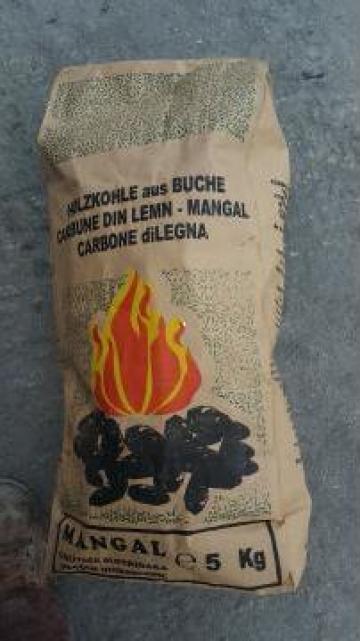 HOLZKOHLE aus BUCHE
CARBUNE DIN LEMN - MANGAL
CARBONE diLEGNA
MANGAL ℮ 5 Kg